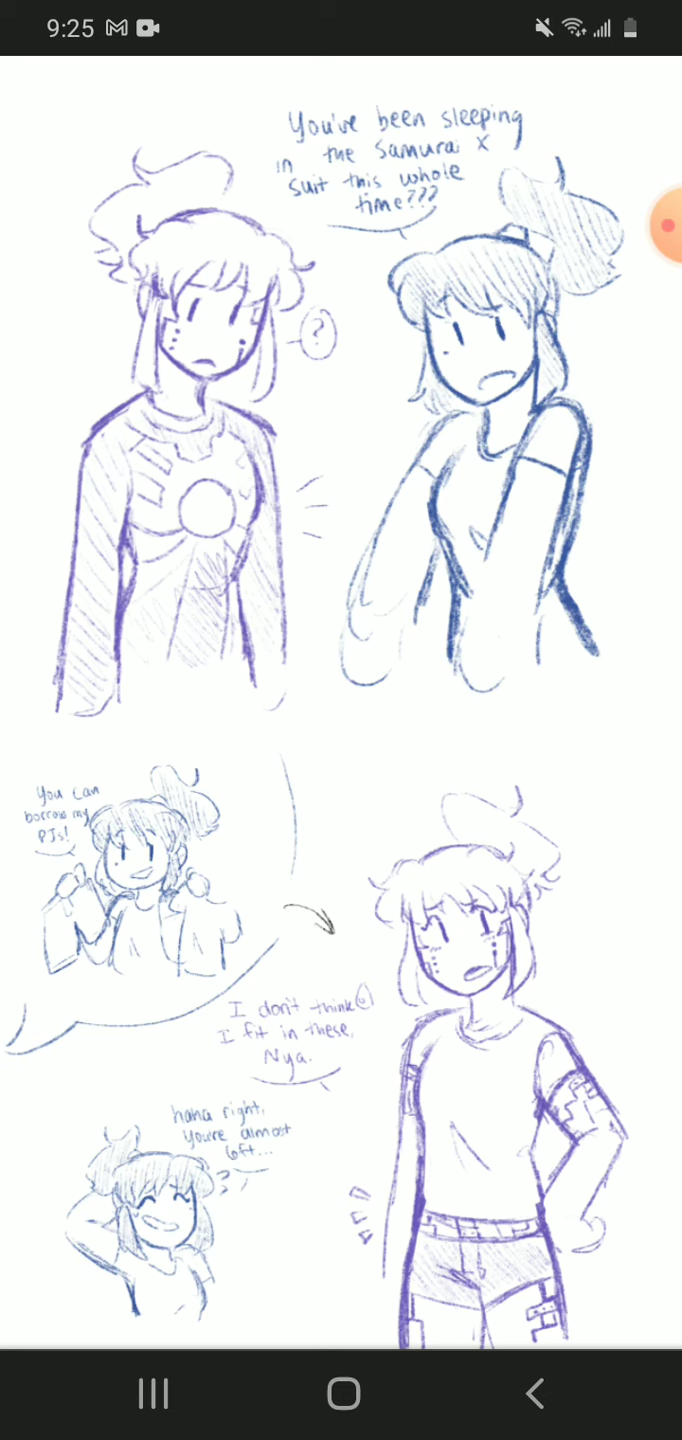 9:25
You've been sleeping
in the Samurai X
suit this whole
time???
?
You can
borrow my
PJs!
I don't think
I fit in these,
Nya.
haha right,
you're almost
6ft...